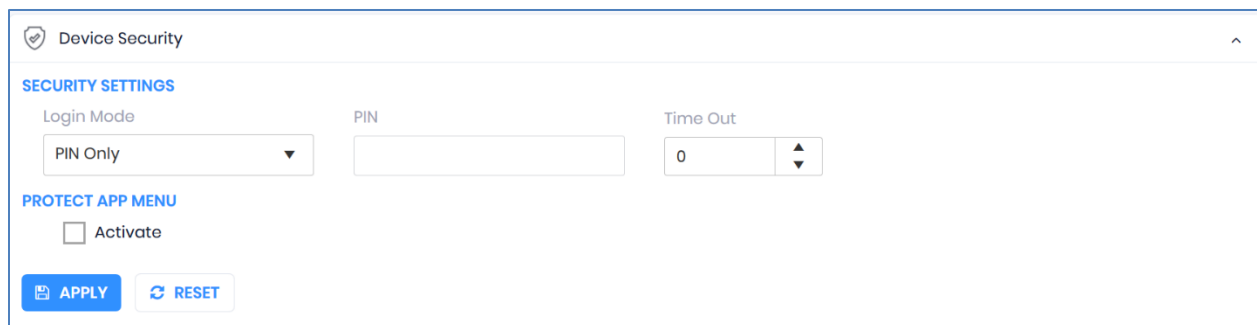 Device Security
SECURITY SETTINGS
Login Mode PIN Time Out
PIN Only 0
PROTECT APP MENU
Activate
APPLY RESET